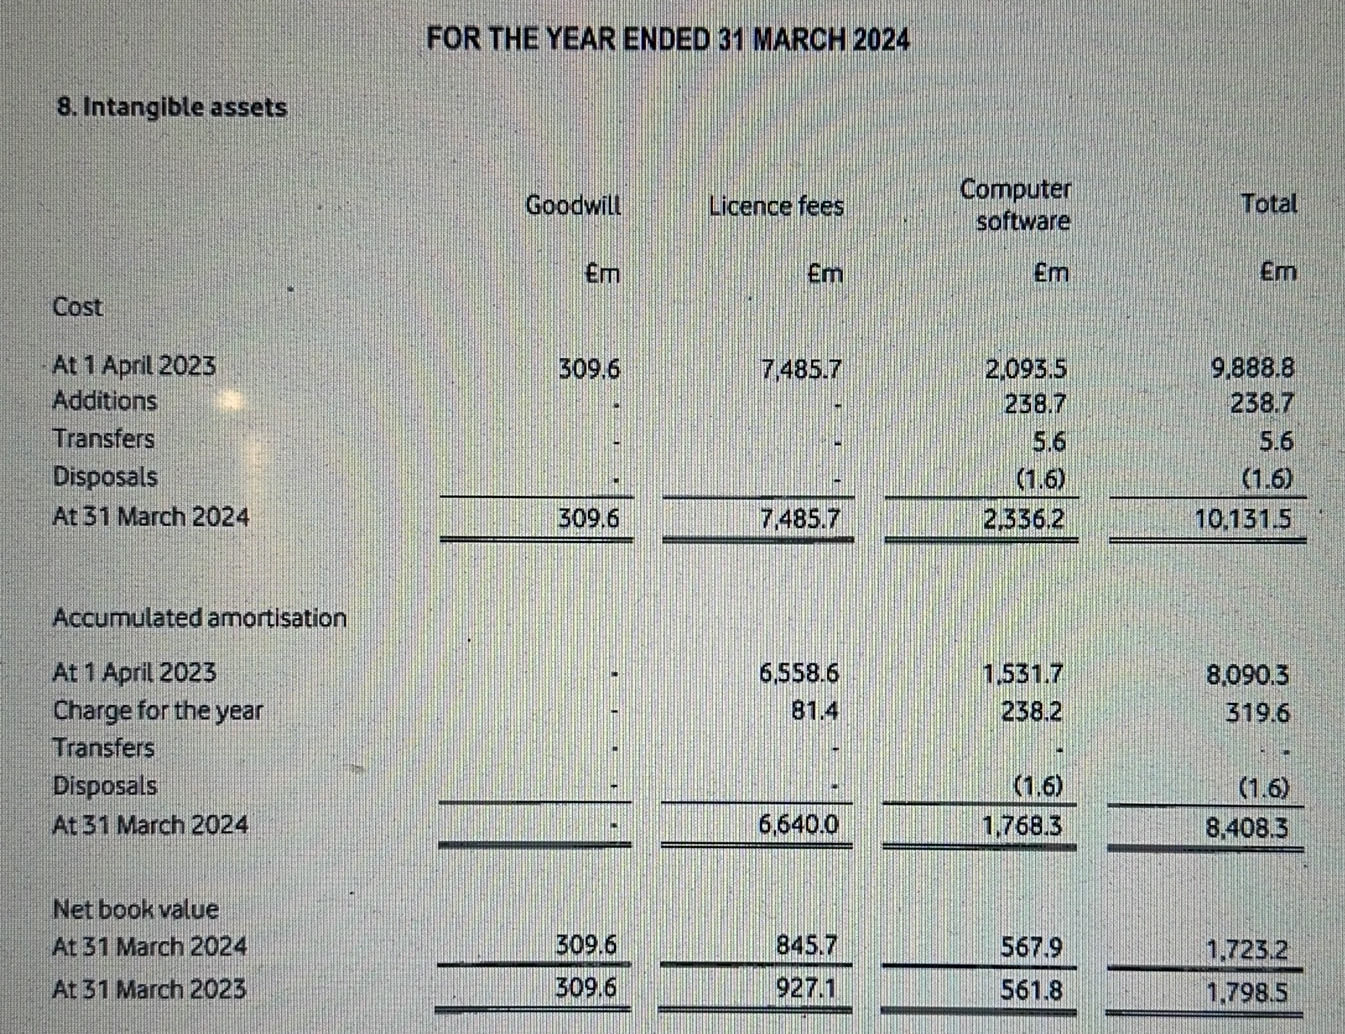 FOR THE YEAR ENDED 31 MARCH 2024
8. Intangible assets
Goodwill Licence fees Computer software Total
£m £m £m £m
Cost
At 1 April 2023 309.6 7,485.7 2,093.5 9,888.8
Additions - - 238.7 238.7
Transfers - - 5.6 5.6
Disposals - - (1.6) (1.6)
At 31 March 2024 309.6 7,485.7 2,336.2 10,131.5
Accumulated amortisation
At 1 April 2023 - 6,558.6 1,531.7 8,090.3
Charge for the year - 81.4 238.2 319.6
Transfers - - - -
Disposals - - (1.6) (1.6)
At 31 March 2024 - 6,640.0 1,768.3 8,408.3
Net book value
At 31 March 2024 309.6 845.7 567.9 1,723.2
At 31 March 2023 309.6 927.1 561.8 1,798.5